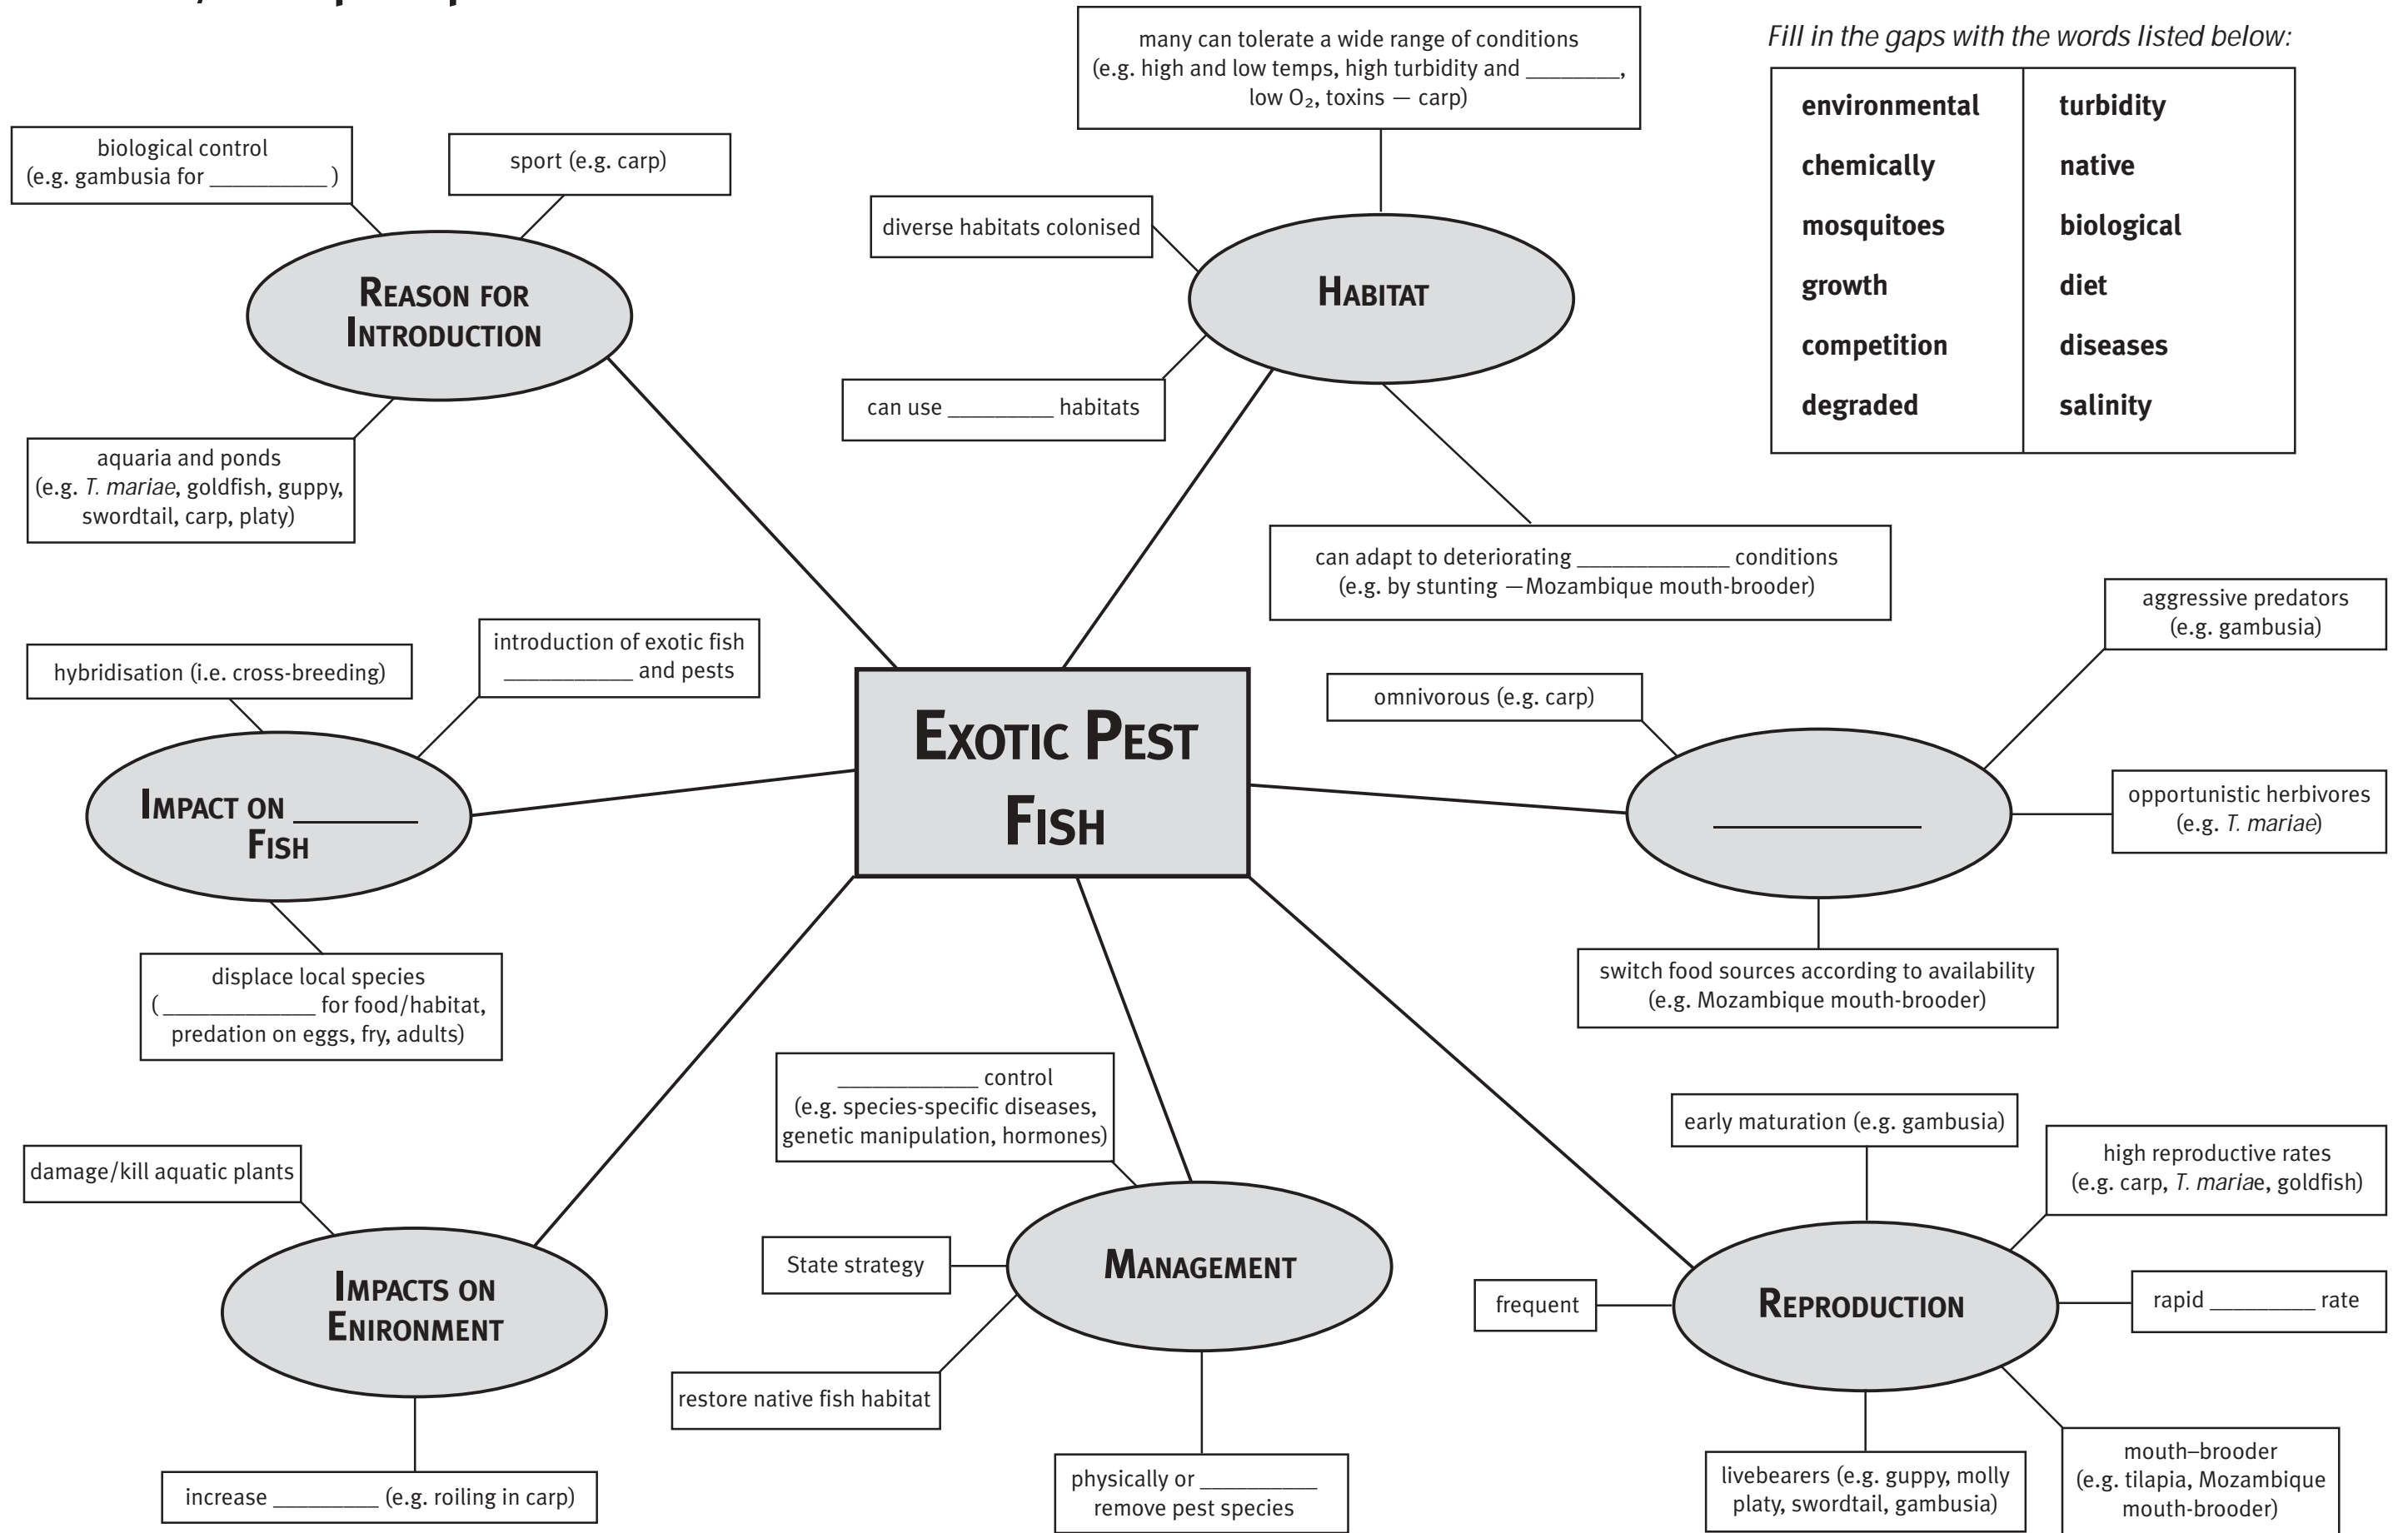 many can tolerate a wide range of conditions
(e.g. high and low temps, high turbidity and ________,
low O₂, toxins — carp)
Fill in the gaps with the words listed below:
environmental
chemically
mosquitoes
growth
competition
degraded
turbidity
native
biological
diet
diseases
salinity
biological control
(e.g. gambusia for __________ )
sport (e.g. carp)
REASON FOR
INTRODUCTION
aquaria and ponds
(e.g. T. mariae, goldfish, guppy,
swordtail, carp, platy)
diverse habitats colonised
HABITAT
can use _________ habitats
can adapt to deteriorating _____________ conditions
(e.g. by stunting —Mozambique mouth-brooder)
hybridisation (i.e. cross-breeding)
introduction of exotic fish
___________ and pests
IMPACT ON ________
FISH
displace local species
( _____________ for food/habitat,
predation on eggs, fry, adults)
EXOTIC PEST
FISH
omnivorous (e.g. carp)
aggressive predators
(e.g. gambusia)
______________
opportunistic herbivores
(e.g. T. mariae)
switch food sources according to availability
(e.g. Mozambique mouth-brooder)
damage/kill aquatic plants
IMPACTS ON
ENIRONMENT
increase _________ (e.g. roiling in carp)
____________ control
(e.g. species-specific diseases,
genetic manipulation, hormones)
State strategy
MANAGEMENT
restore native fish habitat
physically or __________
remove pest species
early maturation (e.g. gambusia)
high reproductive rates
(e.g. carp, T. mariae, goldfish)
frequent
REPRODUCTION
rapid _________ rate
livebearers (e.g. guppy, molly
platy, swordtail, gambusia)
mouth–brooder
(e.g. tilapia, Mozambique
mouth-brooder)